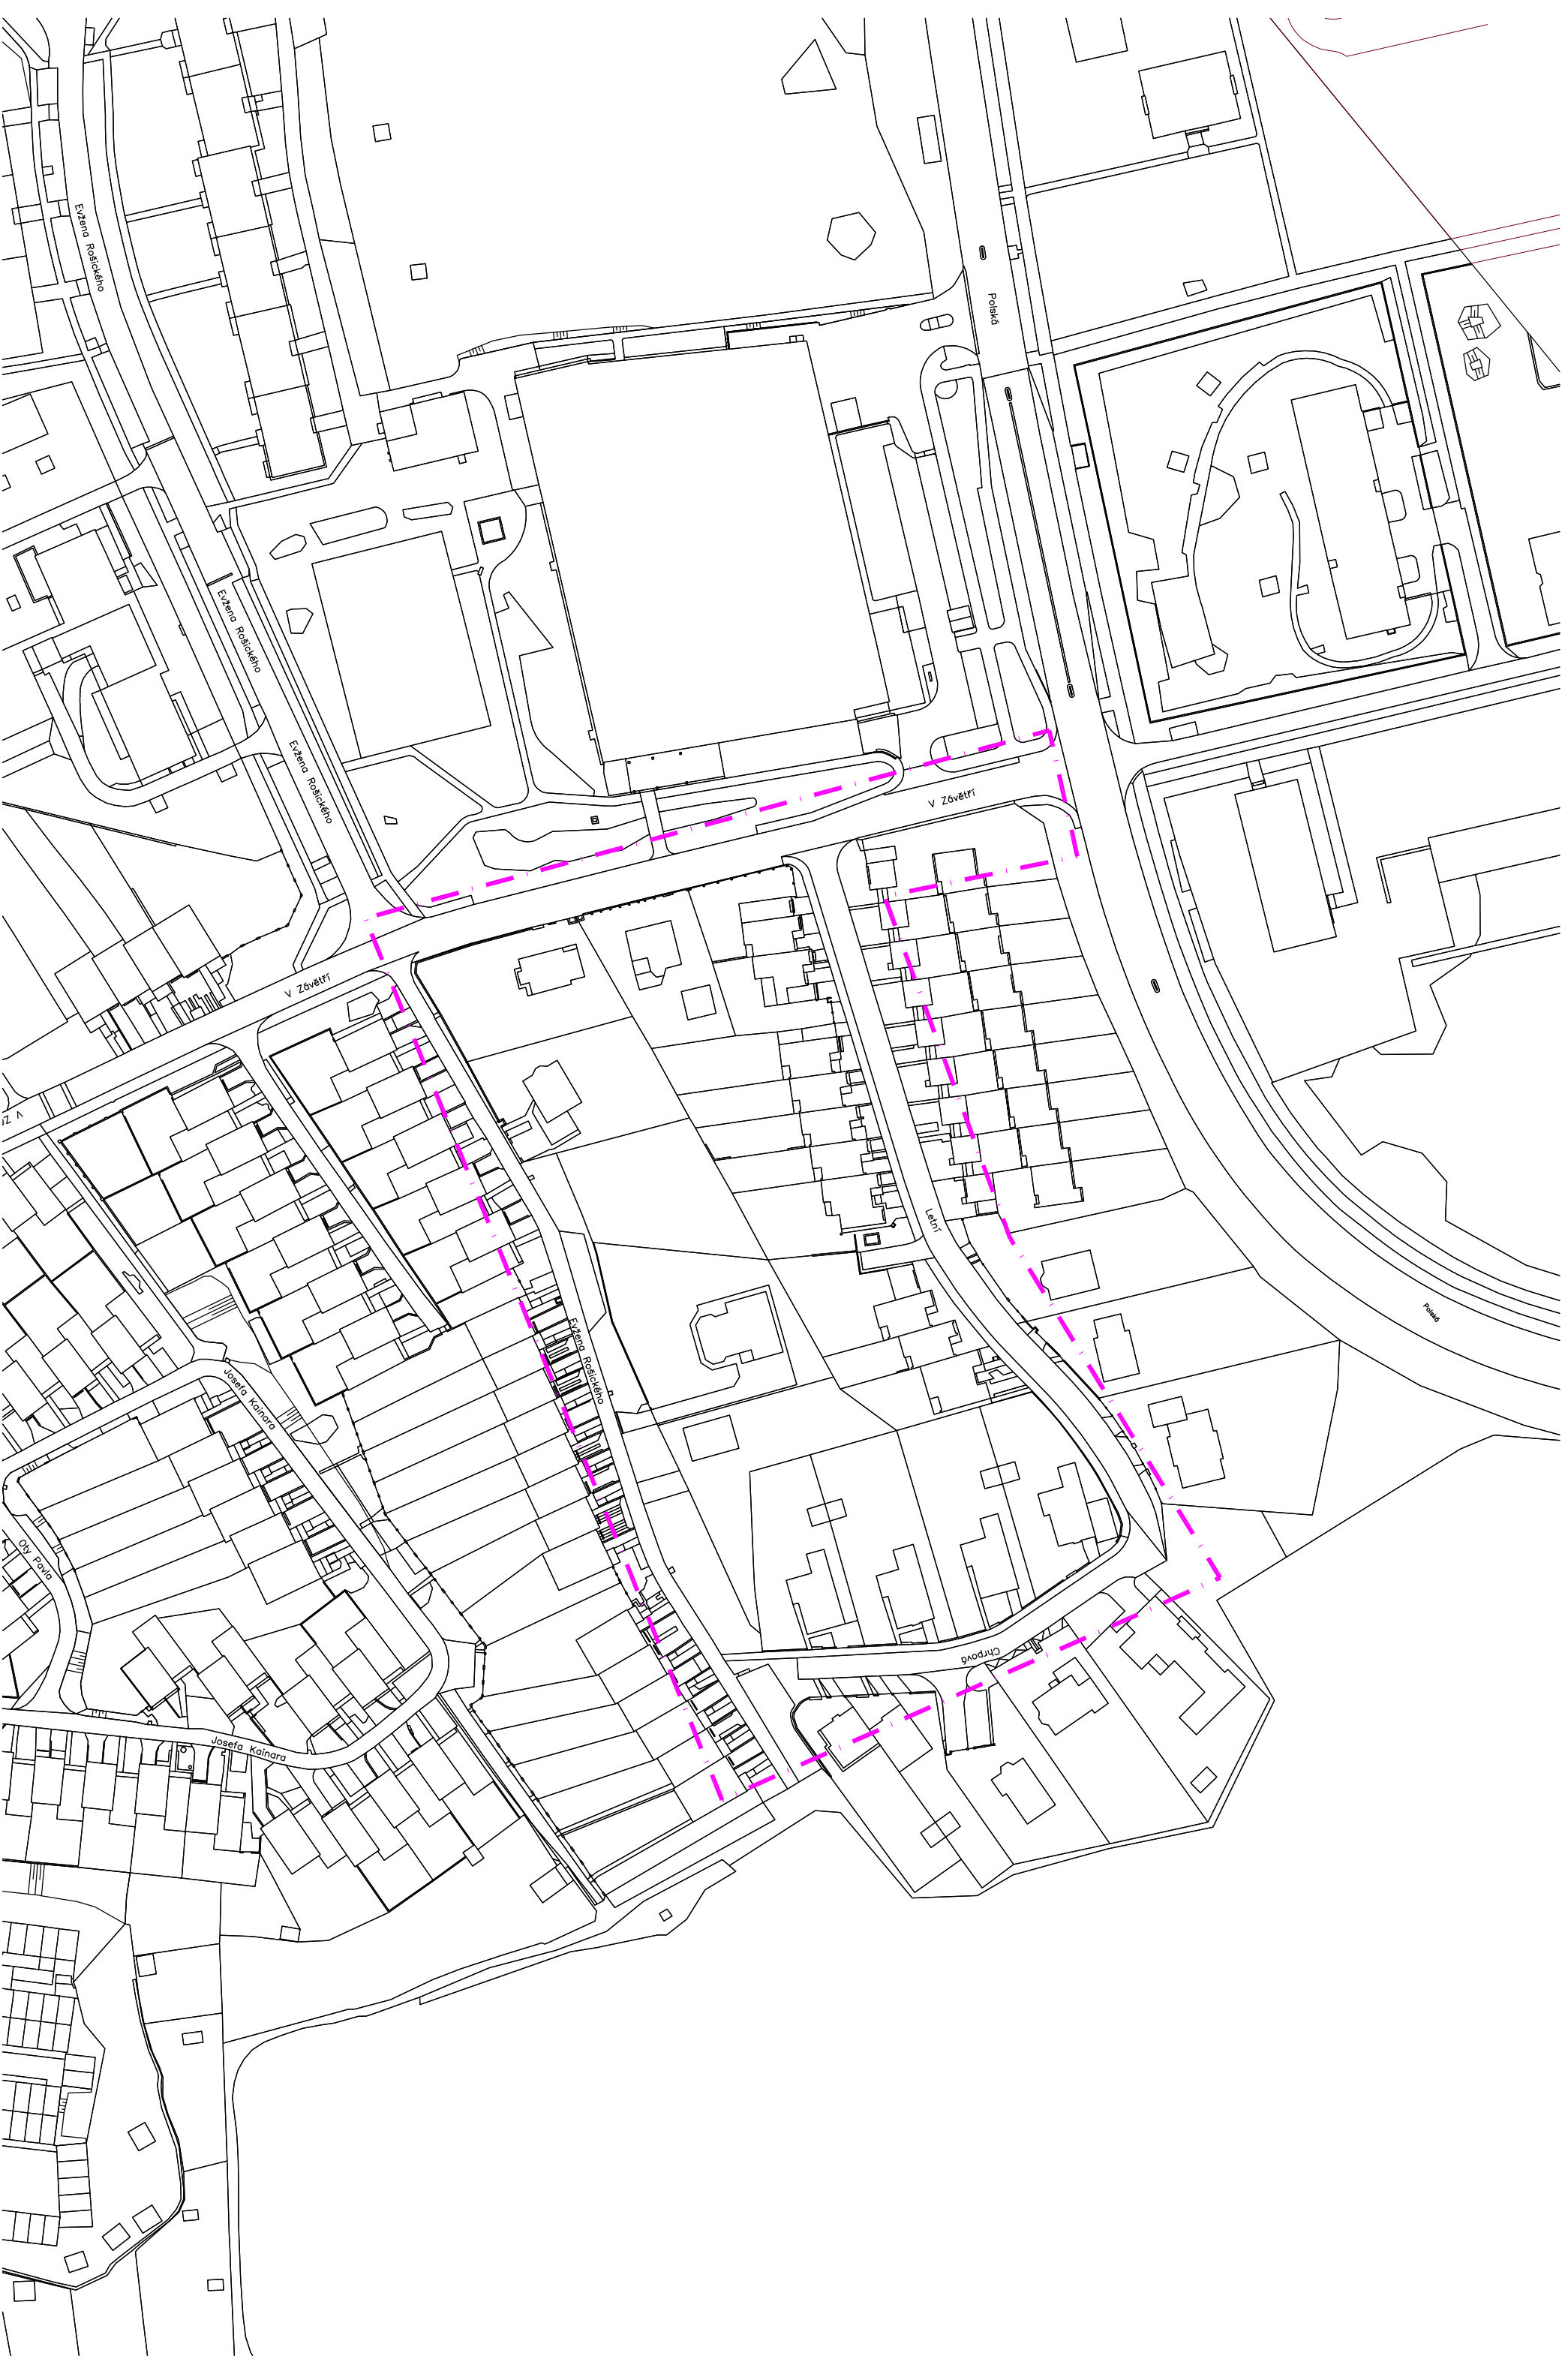 Evžena Rošického
Polská
Evžena Rošického
Evžena Rošického
V Závětří
V Závětří
Letní
Polská
Evžena Rošického
Josefa Kainara
Oty Pavla
Chrpová
Josefa Kainara